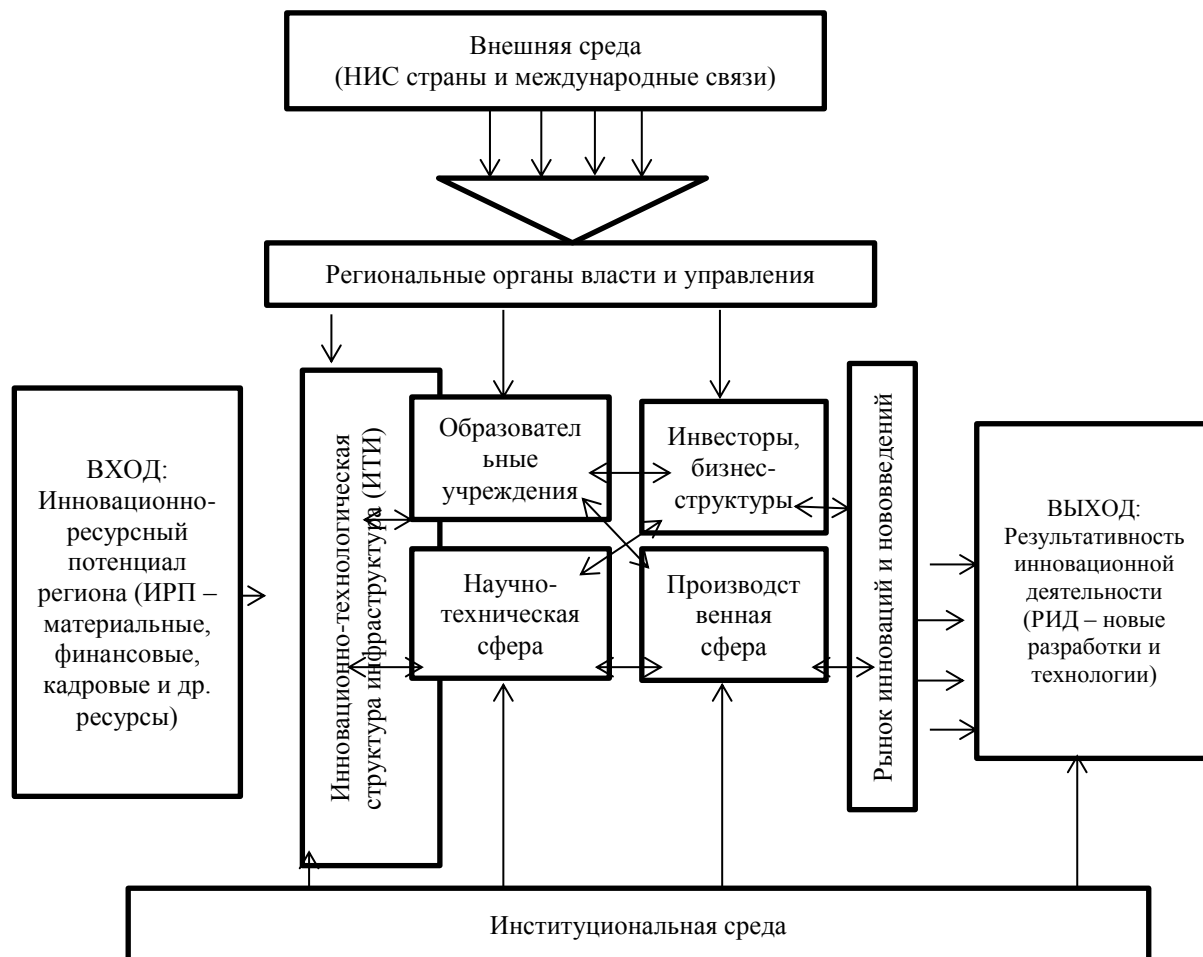 Внешняя среда
(НИС страны и международные связи)
Региональные органы власти и управления
ВХОД:
Инновационно-
ресурсный
потенциал
региона (ИРП –
материальные,
финансовые,
кадровые и др.
ресурсы)
Инновационно-технологическая
структура инфраструктура (ИТИ)
Образовател
ьные
учреждения
Инвесторы,
бизнес-
структуры
Научно-
техническая
сфера
Производст
венная
сфера
Рынок инноваций и нововведений
ВЫХОД:
Результативность
инновационной
деятельности
(РИД – новые
разработки и
технологии)
Институциональная среда